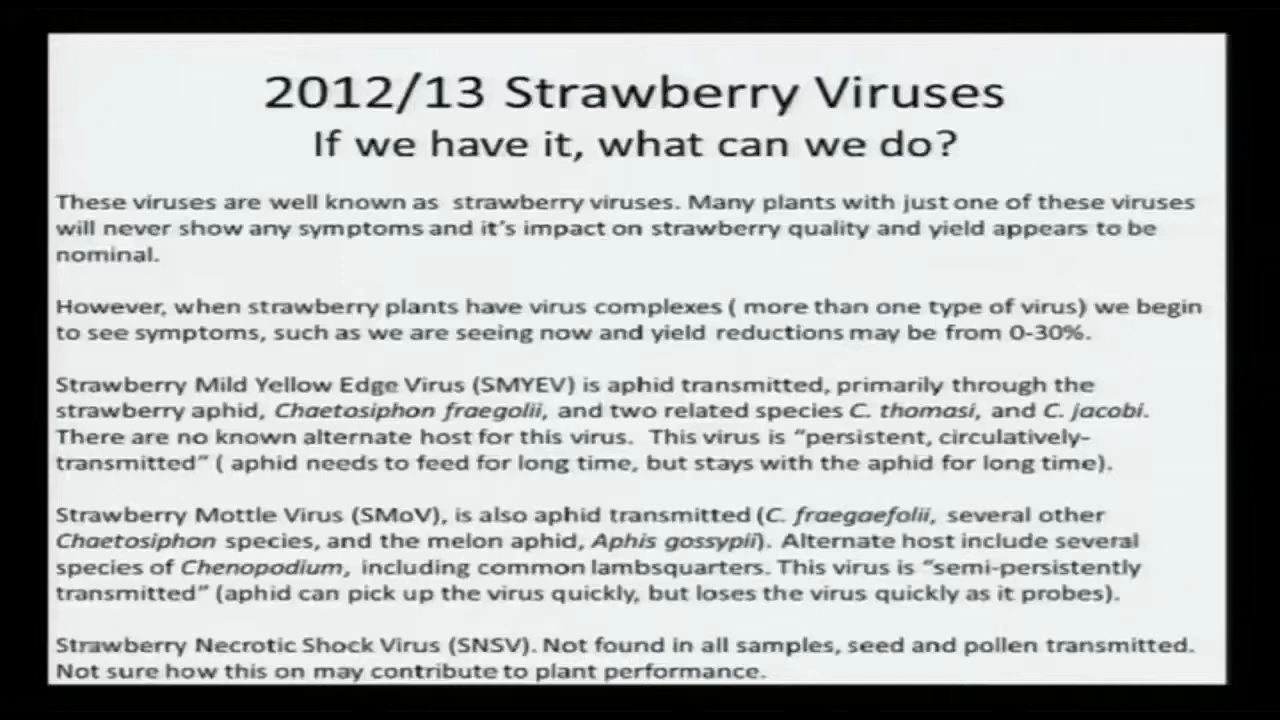 2012/13 Strawberry Viruses
If we have it, what can we do?
These viruses are well known as  strawberry viruses. Many plants with just one of these viruses
will never show any symptoms and it's impact on strawberry quality and yield appears to be
nominal.
However, when strawberry plants have virus complexes ( more than one type of virus) we begin
to see symptoms, such as we are seeing now and yield reductions may be from 0-30%.
Strawberry Mild Yellow Edge Virus (SMYEV) is aphid transmitted, primarily through the
strawberry aphid, Chaetosiphon fraegolii, and two related species C. thomasi, and C. jacobi.
There are no known alternate host for this virus.  This virus is “persistent, circulatively-
transmitted” ( aphid needs to feed for long time, but stays with the aphid for long time).
Strawberry Mottle Virus (SMoV), is also aphid transmitted (C. fraegaefolii, several other
Chaetosiphon species, and the melon aphid, Aphis gossypii).  Alternate host include several
species of Chenopodium,  including common lambsquarters. This virus is “semi-persistently
transmitted” (aphid can pick up the virus quickly, but loses the virus quickly as it probes).
Strawberry Necrotic Shock Virus (SNSV). Not found in all samples, seed and pollen transmitted.
Not sure how this on may contribute to plant performance.